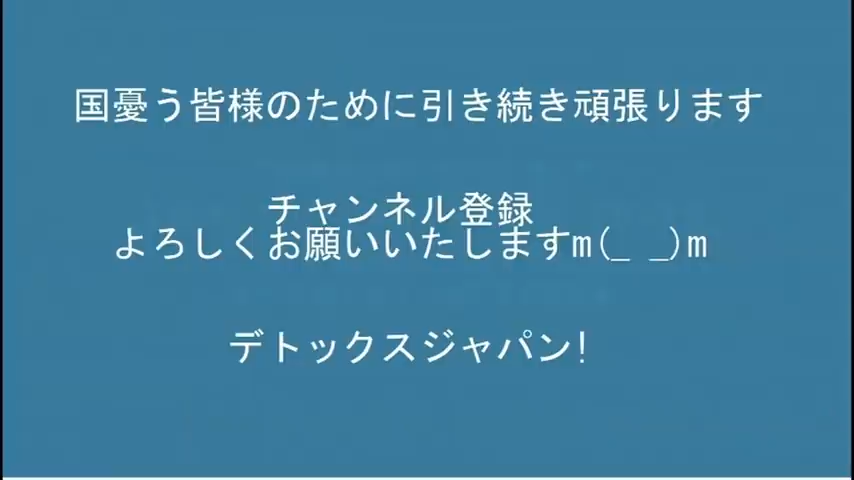 国憂う皆様のために引き続き頑張ります
チャンネル登録
よろしくお願いいたしますm(_ _)m
デトックスジャパン!